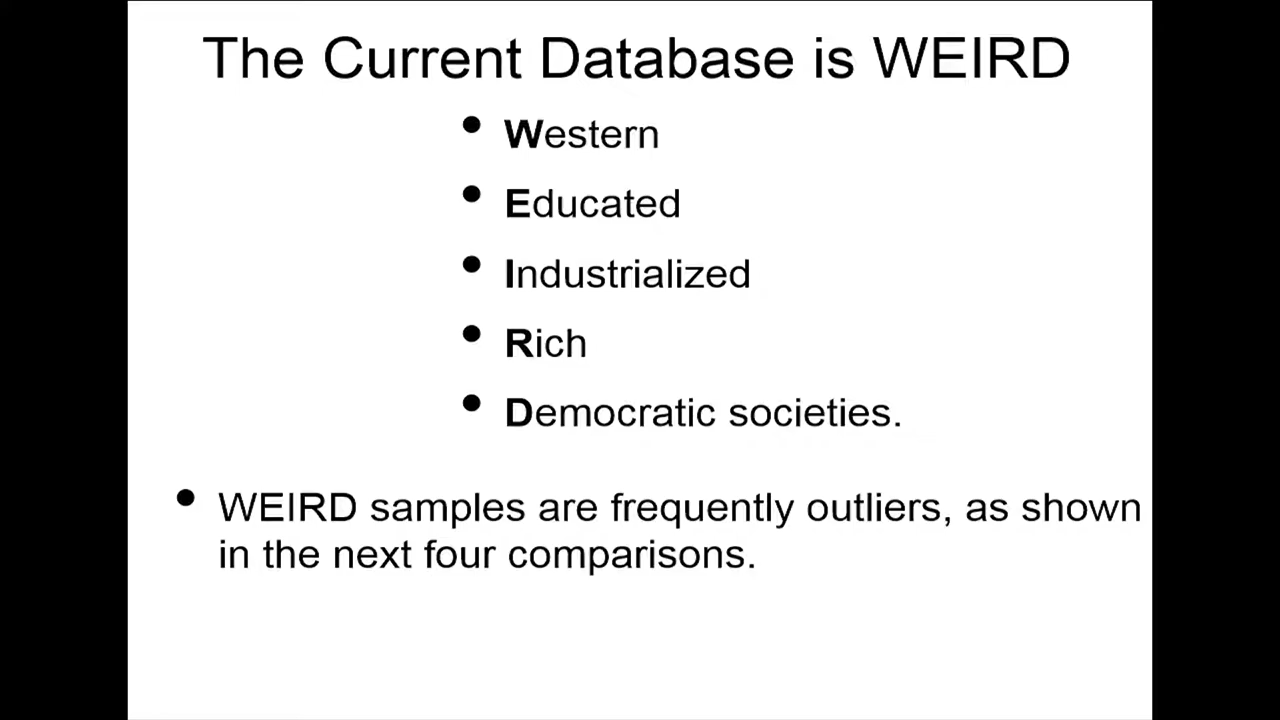 The Current Database is WEIRD
• Western
• Educated
• Industrialized
• Rich
• Democratic societies.
• WEIRD samples are frequently outliers, as shown
in the next four comparisons.